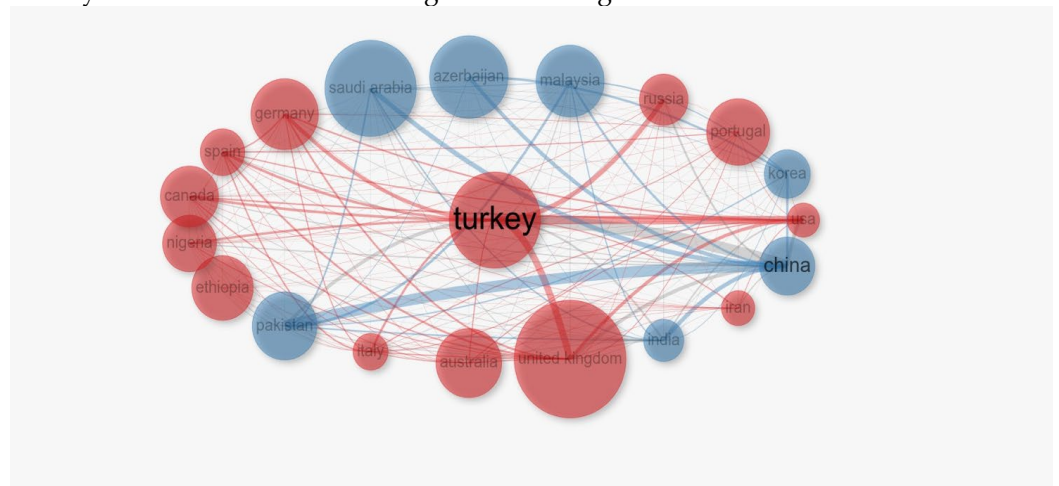 saudi arabia
azerbaijan
malaysia
russia
germany
portugal
spain
korea
canada
turkey
usa
nigeria
china
ethiopia
iran
pakistan
india
italy
australia
united kingdom